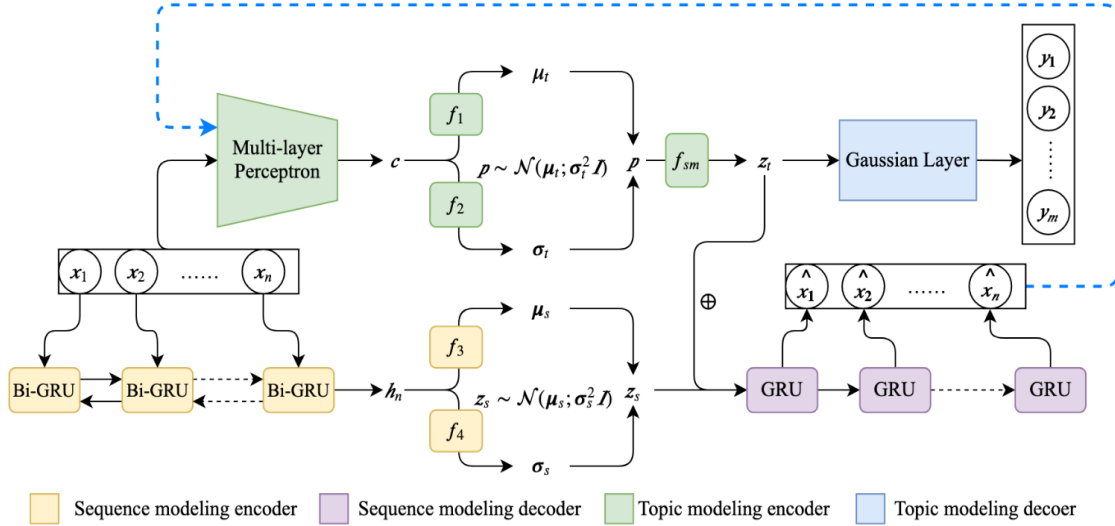 Multi-layer
Perceptron
c
f₁
f₂
μₜ
p ~ 𝒩(μₜ; σₜ² I)
σₜ
p
fₛₘ
zₜ
Gaussian Layer
y₁
y₂
......
yₘ
x₁ x₂ ...... xₙ
x̂₁ x̂₂ ...... x̂ₙ
⊕
Bi-GRU Bi-GRU Bi-GRU
hₙ
f₃
f₄
μₛ
zₛ ~ 𝒩(μₛ; σₛ² I)
σₛ
zₛ
GRU GRU GRU
Sequence modeling encoder
Sequence modeling decoder
Topic modeling encoder
Topic modeling decoer